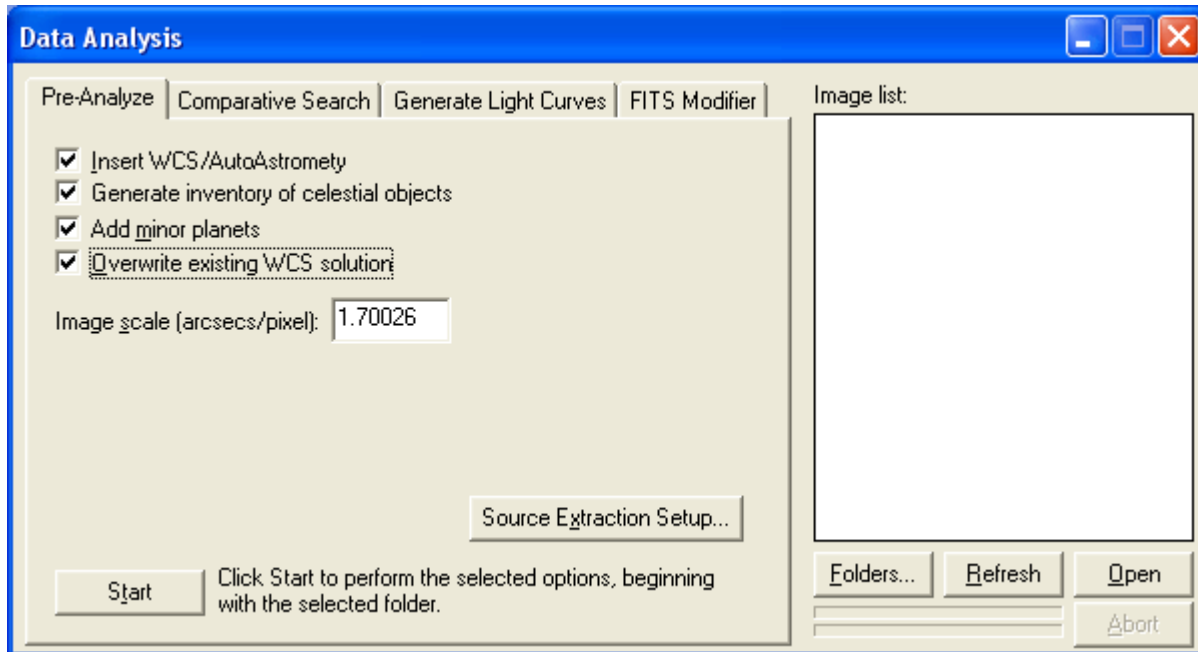 Data Analysis
Pre-Analyze
Comparative Search
Generate Light Curves
FITS Modifier
Insert WCS/AutoAstromety
Generate inventory of celestial objects
Add minor planets
Overwrite existing WCS solution
Image scale (arcsecs/pixel): 1.70026
Source Extraction Setup...
Start
Click Start to perform the selected options, beginning
with the selected folder.
Image list:
Folders...
Refresh
Open
Abort